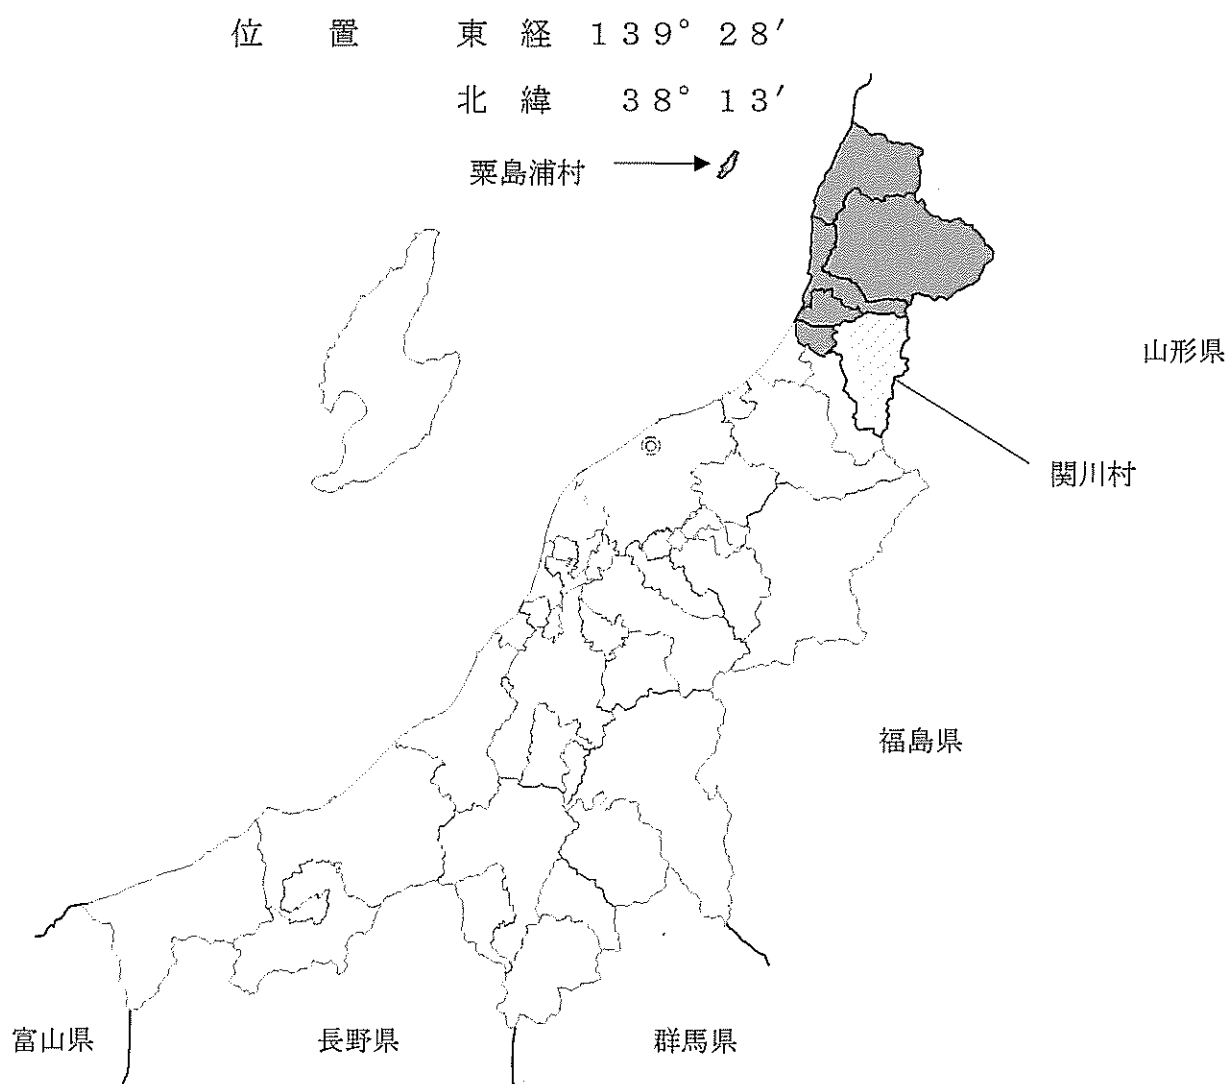 位 置 東 経 １３９° ２８′
北 緯 ３８° １３′
粟島浦村
山形県
関川村
福島県
富山県
長野県
群馬県